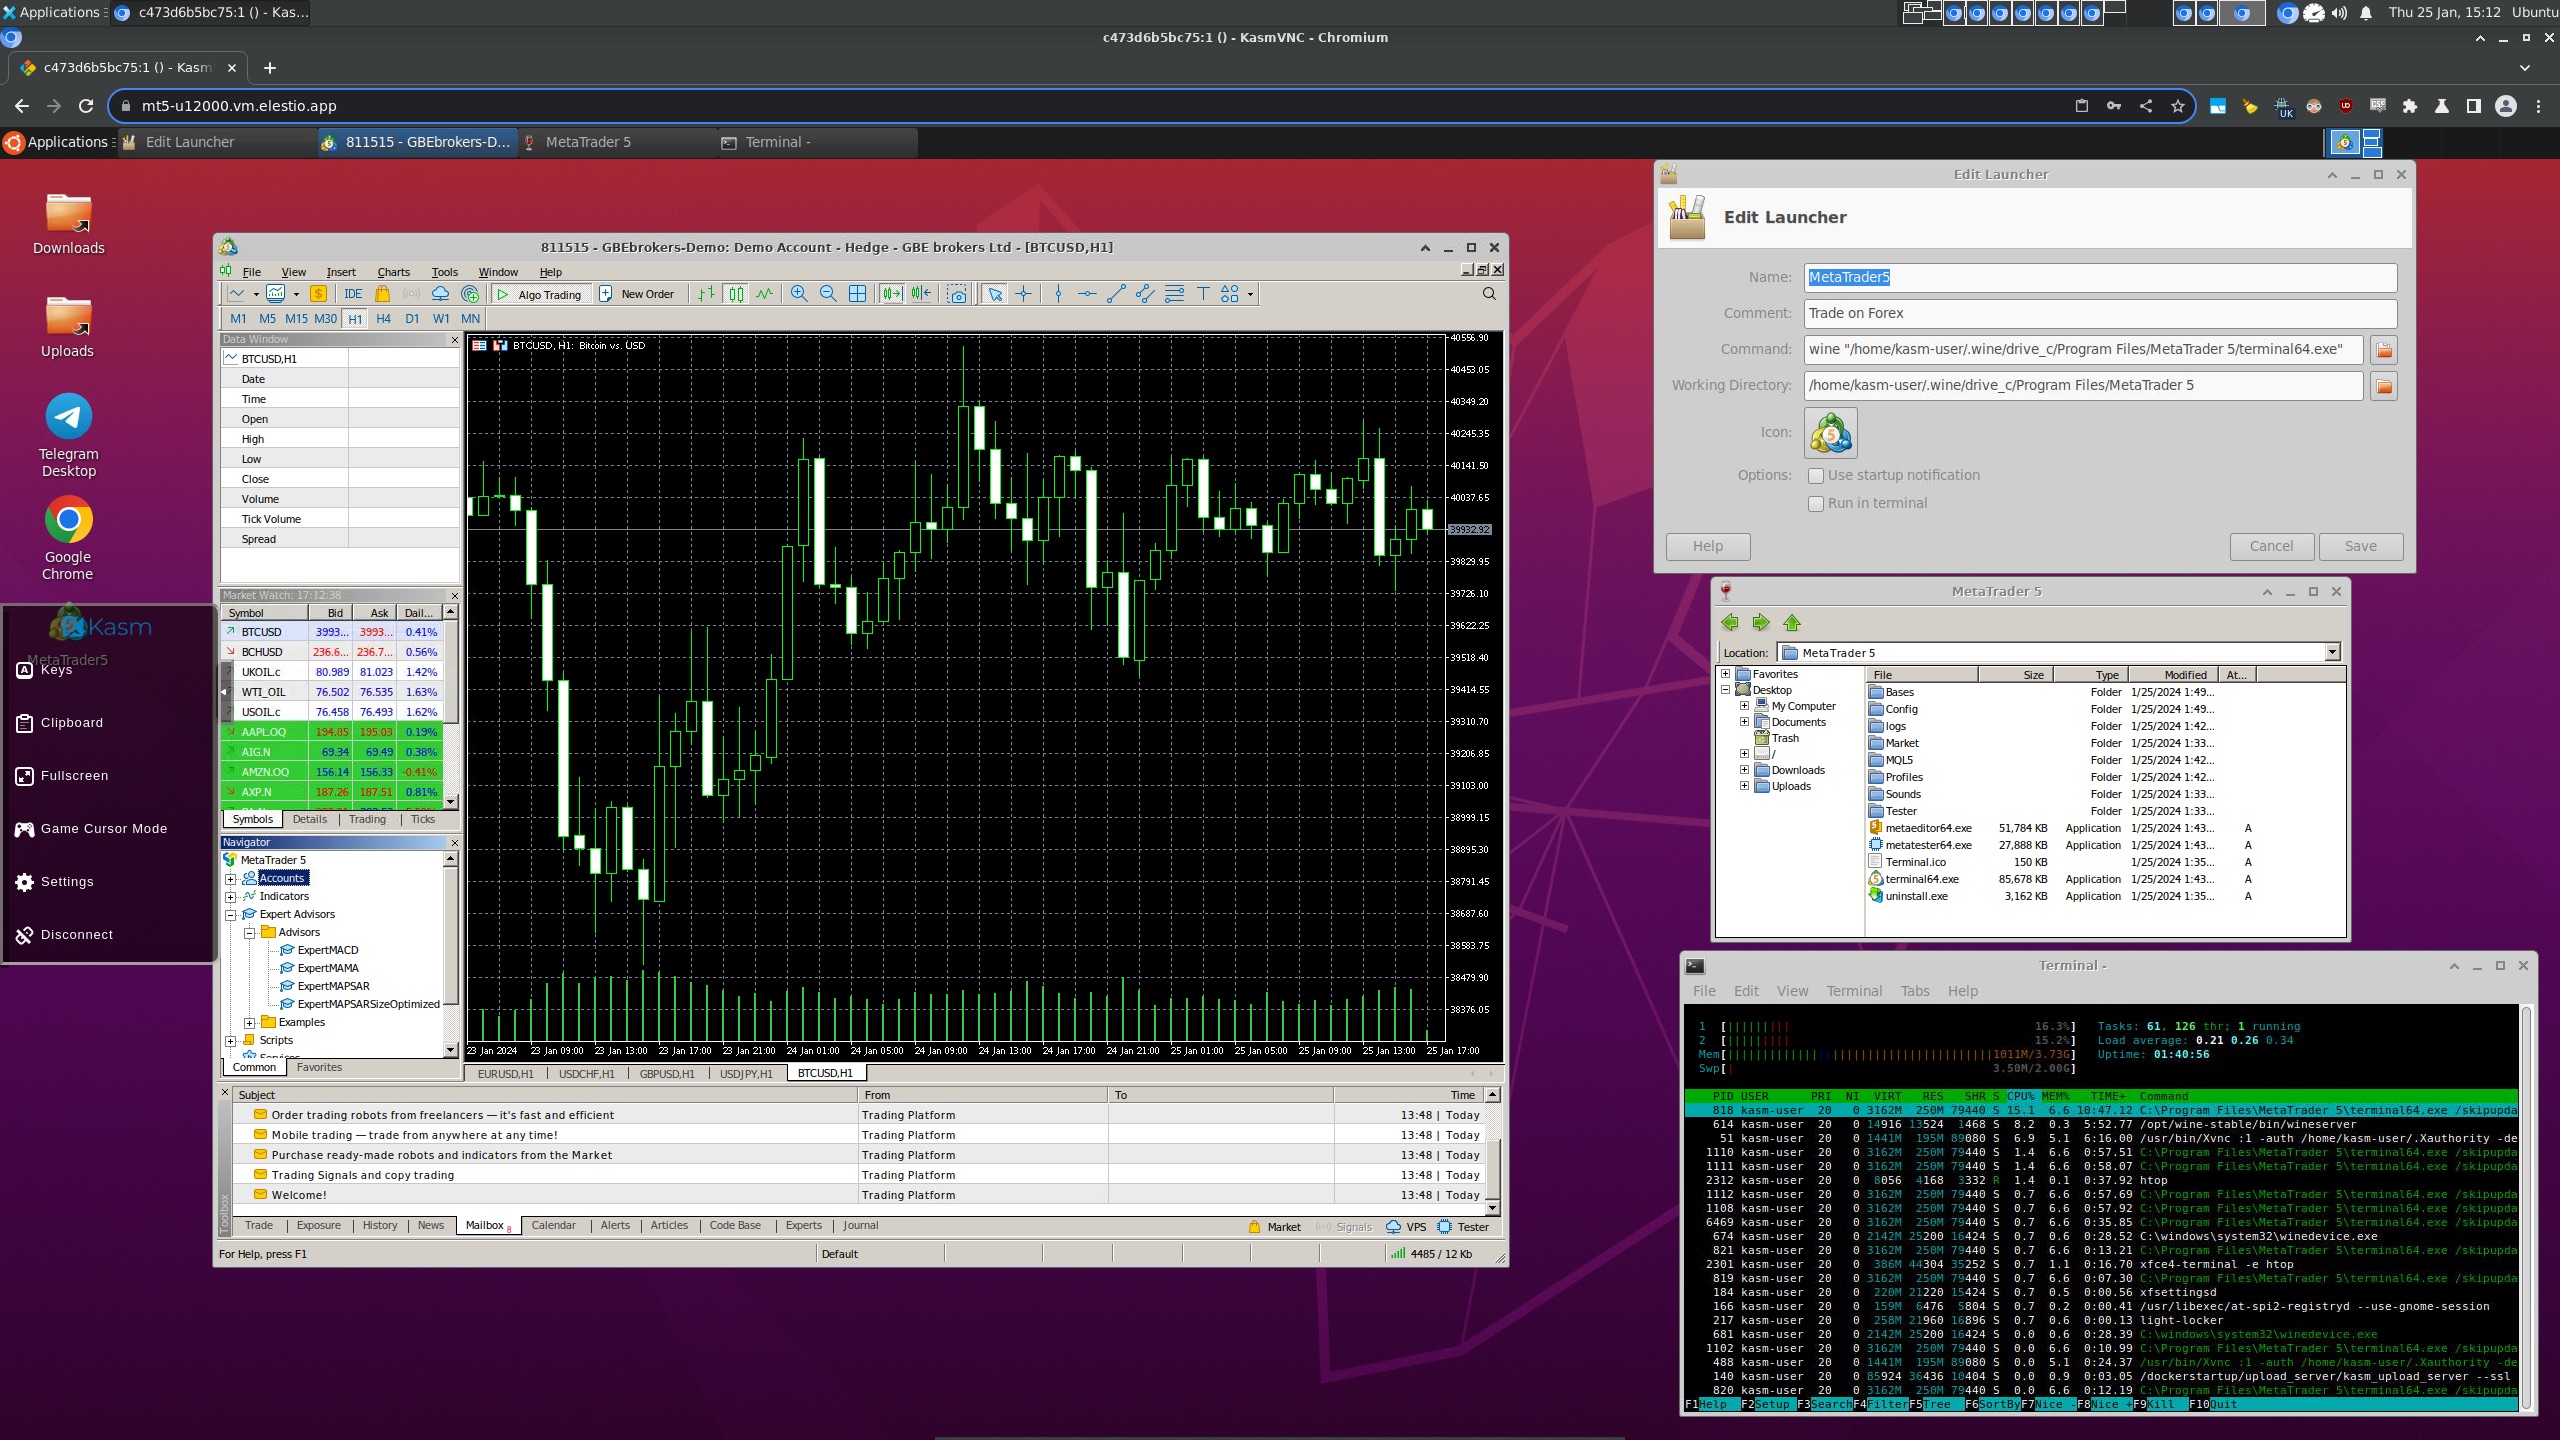 Applications
c473d6b5bc75:1 () - Kas...
Thu 25 Jan, 15:12 Ubuntu
c473d6b5bc75:1 () - KasmVNC - Chromium
c473d6b5bc75:1 () - Kasm
mt5-u12000.vm.elestio.app
UK
Applications
Edit Launcher
811515 - GBEbrokers-D...
MetaTrader 5
Terminal -
Downloads
Uploads
Telegram
Desktop
Google
Chrome
Kasm
MetaTrader5
Keys
Clipboard
Fullscreen
Game Cursor Mode
Settings
Disconnect
811515 - GBEbrokers-Demo: Demo Account - Hedge - GBE brokers Ltd - [BTCUSD,H1]
File View Insert Charts Tools Window Help
IDE Algo Trading New Order
M1 M5 M15 M30 H1 H4 D1 W1 MN
Data Window
BTCUSD,H1
Date
Time
Open
High
Low
Close
Volume
Tick Volume
Spread
Market Watch: 17:12:38
Symbol Bid Ask Dail...
BTCUSD 3993... 3993... 0.41%
BCHUSD 236.6... 236.7... 0.56%
UKOIL.c 80.989 81.023 1.42%
WTI_OIL 76.502 76.535 1.63%
USOIL.c 76.458 76.493 1.62%
AAPL.OQ 194.85 195.03 0.19%
AIG.N 69.34 69.49 0.38%
AMZN.OQ 156.14 156.33 -0.41%
AXP.N 187.26 187.51 0.81%
Symbols Details Trading Ticks
Navigator
MetaTrader 5
Accounts
Indicators
Expert Advisors
Advisors
ExpertMACD
ExpertMAMA
ExpertMAPSAR
ExpertMAPSARSizeOptimized
Examples
Scripts
Services
Common Favorites
BTCUSD, H1: Bitcoin vs. USD
40556.90
40453.05
40349.20
40245.35
40141.50
40037.65
39932.92
39829.95
39726.10
39622.25
39518.40
39414.55
39310.70
39206.85
39103.00
38999.15
38895.30
38791.45
38687.60
38583.75
38479.90
38376.05
23 Jan 2024 23 Jan 09:00 23 Jan 13:00 23 Jan 17:00 23 Jan 21:00 24 Jan 01:00 24 Jan 05:00 24 Jan 09:00 24 Jan 13:00 24 Jan 17:00 24 Jan 21:00 25 Jan 01:00 25 Jan 05:00 25 Jan 09:00 25 Jan 13:00 25 Jan 17:00
EURUSD,H1 USDCHF,H1 GBPUSD,H1 USDJPY,H1 BTCUSD,H1
Subject From To Time
Order trading robots from freelancers — it's fast and efficient Trading Platform 13:48 | Today
Mobile trading — trade from anywhere at any time! Trading Platform 13:48 | Today
Purchase ready-made robots and indicators from the Market Trading Platform 13:48 | Today
Trading Signals and copy trading Trading Platform 13:48 | Today
Welcome! Trading Platform 13:48 | Today
Toolbox
Trade Exposure History News Mailbox 8 Calendar Alerts Articles Code Base Experts Journal Market Signals VPS Tester
For Help, press F1 Default 4485 / 12 Kb
Edit Launcher
Edit Launcher
Name: MetaTrader5
Comment: Trade on Forex
Command: wine "/home/kasm-user/.wine/drive_c/Program Files/MetaTrader 5/terminal64.exe"
Working Directory: /home/kasm-user/.wine/drive_c/Program Files/MetaTrader 5
Icon:
Options: Use startup notification
Run in terminal
Help Cancel Save
MetaTrader 5
Location: MetaTrader 5
Favorites
Desktop
My Computer
Documents
Trash
/
Downloads
Uploads
File Size Type Modified At...
Bases Folder 1/25/2024 1:49...
Config Folder 1/25/2024 1:49...
logs Folder 1/25/2024 1:42...
Market Folder 1/25/2024 1:33...
MQL5 Folder 1/25/2024 1:42...
Profiles Folder 1/25/2024 1:42...
Sounds Folder 1/25/2024 1:33...
Tester Folder 1/25/2024 1:33...
metaeditor64.exe 51,784 KB Application 1/25/2024 1:43... A
metatester64.exe 27,888 KB Application 1/25/2024 1:43... A
Terminal.ico 150 KB 1/25/2024 1:35... A
terminal64.exe 85,678 KB Application 1/25/2024 1:43... A
uninstall.exe 3,162 KB Application 1/25/2024 1:35... A
Terminal -
File Edit View Terminal Tabs Help
1 [ 16.3%] Tasks: 61, 126 thr; 1 running
2 [ 15.2%] Load average: 0.21 0.26 0.34
Mem[ 1011M/3.73G] Uptime: 01:40:56
Swp[ 3.50M/2.00G]
PID USER PRI NI VIRT RES SHR S CPU% MEM% TIME+ Command
818 kasm-user 20 0 3162M 250M 79440 S 15.1 6.6 10:47.12 C:\Program Files\MetaTrader 5\terminal64.exe /skipupda
614 kasm-user 20 0 14916 13524 1468 S 8.2 0.3 5:52.77 /opt/wine-stable/bin/wineserver
51 kasm-user 20 0 1441M 195M 89080 S 6.9 5.1 6:16.00 /usr/bin/Xvnc :1 -auth /home/kasm-user/.Xauthority -de
1110 kasm-user 20 0 3162M 250M 79440 S 1.4 6.6 0:57.51 C:\Program Files\MetaTrader 5\terminal64.exe /skipupda
1111 kasm-user 20 0 3162M 250M 79440 S 1.4 6.6 0:58.07 C:\Program Files\MetaTrader 5\terminal64.exe /skipupda
2312 kasm-user 20 0 8056 4168 3332 R 1.4 0.1 0:37.92 htop
1112 kasm-user 20 0 3162M 250M 79440 S 0.7 6.6 0:57.69 C:\Program Files\MetaTrader 5\terminal64.exe /skipupda
1108 kasm-user 20 0 3162M 250M 79440 S 0.7 6.6 0:57.92 C:\Program Files\MetaTrader 5\terminal64.exe /skipupda
6469 kasm-user 20 0 3162M 250M 79440 S 0.7 6.6 0:35.85 C:\Program Files\MetaTrader 5\terminal64.exe /skipupda
674 kasm-user 20 0 2142M 25200 16424 S 0.7 0.6 0:28.52 C:\windows\system32\winedevice.exe
821 kasm-user 20 0 3162M 250M 79440 S 0.7 6.6 0:13.21 C:\Program Files\MetaTrader 5\terminal64.exe /skipupda
2301 kasm-user 20 0 386M 44304 35252 S 0.7 1.1 0:16.70 xfce4-terminal -e htop
819 kasm-user 20 0 3162M 250M 79440 S 0.7 6.6 0:07.30 C:\Program Files\MetaTrader 5\terminal64.exe /skipupda
184 kasm-user 20 0 220M 21220 15424 S 0.7 0.5 0:00.56 xfsettingsd
166 kasm-user 20 0 159M 6476 5804 S 0.7 0.2 0:00.41 /usr/libexec/at-spi2-registryd --use-gnome-session
217 kasm-user 20 0 258M 21960 16896 S 0.7 0.6 0:00.13 light-locker
681 kasm-user 20 0 2142M 25200 16424 S 0.0 0.6 0:28.39 C:\windows\system32\winedevice.exe
1102 kasm-user 20 0 3162M 250M 79440 S 0.0 6.6 0:10.99 C:\Program Files\MetaTrader 5\terminal64.exe /skipupda
488 kasm-user 20 0 1441M 195M 89080 S 0.0 5.1 0:24.37 /usr/bin/Xvnc :1 -auth /home/kasm-user/.Xauthority -de
140 kasm-user 20 0 85924 36436 10404 S 0.0 0.9 0:03.05 /dockerstartup/upload_server/kasm_upload_server --ssl
820 kasm-user 20 0 3162M 250M 79440 S 0.0 6.6 0:12.19 C:\Program Files\MetaTrader 5\terminal64.exe /skipupda
F1Help F2Setup F3SearchF4FilterF5Tree F6SortByF7Nice -F8Nice +F9Kill F10Quit